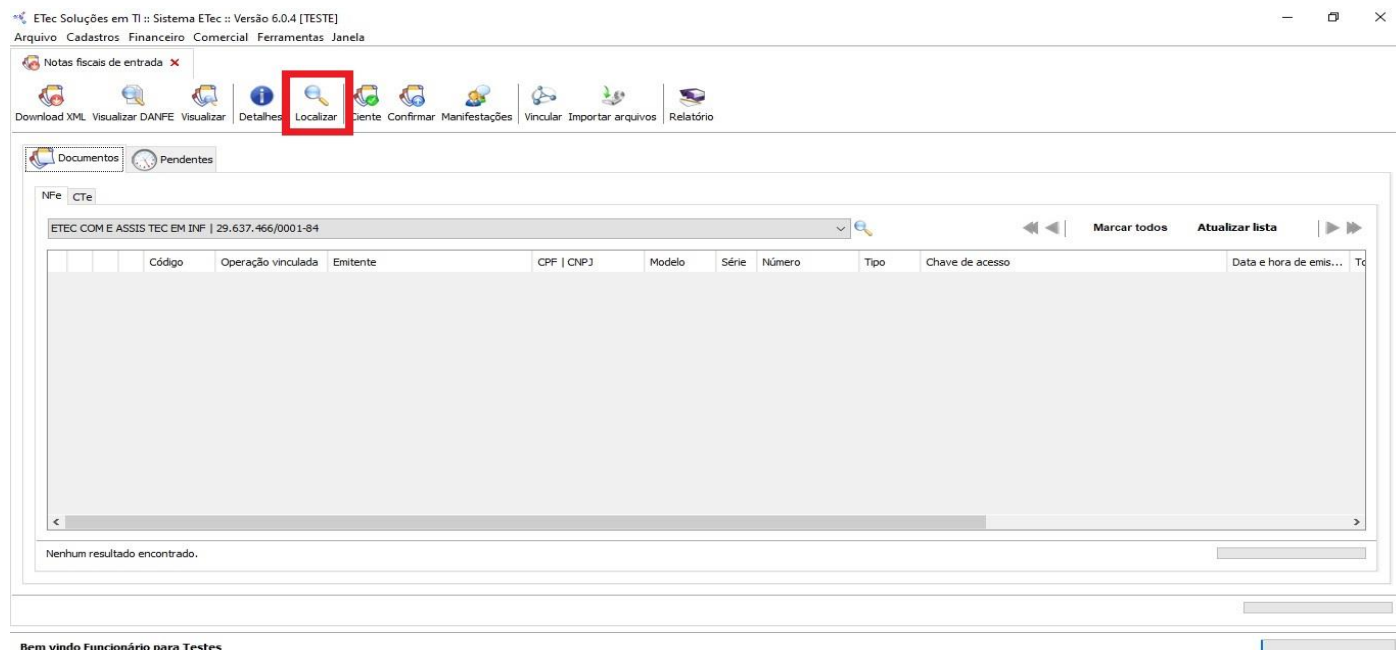 ETec Soluções em TI :: Sistema ETec :: Versão 6.0.4 [TESTE]
Arquivo Cadastros Financeiro Comercial Ferramentas Janela
Notas fiscais de entrada
Download XML Visualizar DANFE Visualizar Detalhes Localizar Ciente Confirmar Manifestações Vincular Importar arquivos Relatório
Documentos Pendentes
NFe CTe
ETEC COM E ASSIS TEC EM INF | 29.637.466/0001-84 Marcar todos Atualizar lista
Código Operação vinculada Emitente CPF | CNPJ Modelo Série Número Tipo Chave de acesso Data e hora de emis... To
Nenhum resultado encontrado.
Bem vindo Funcionário para Testes